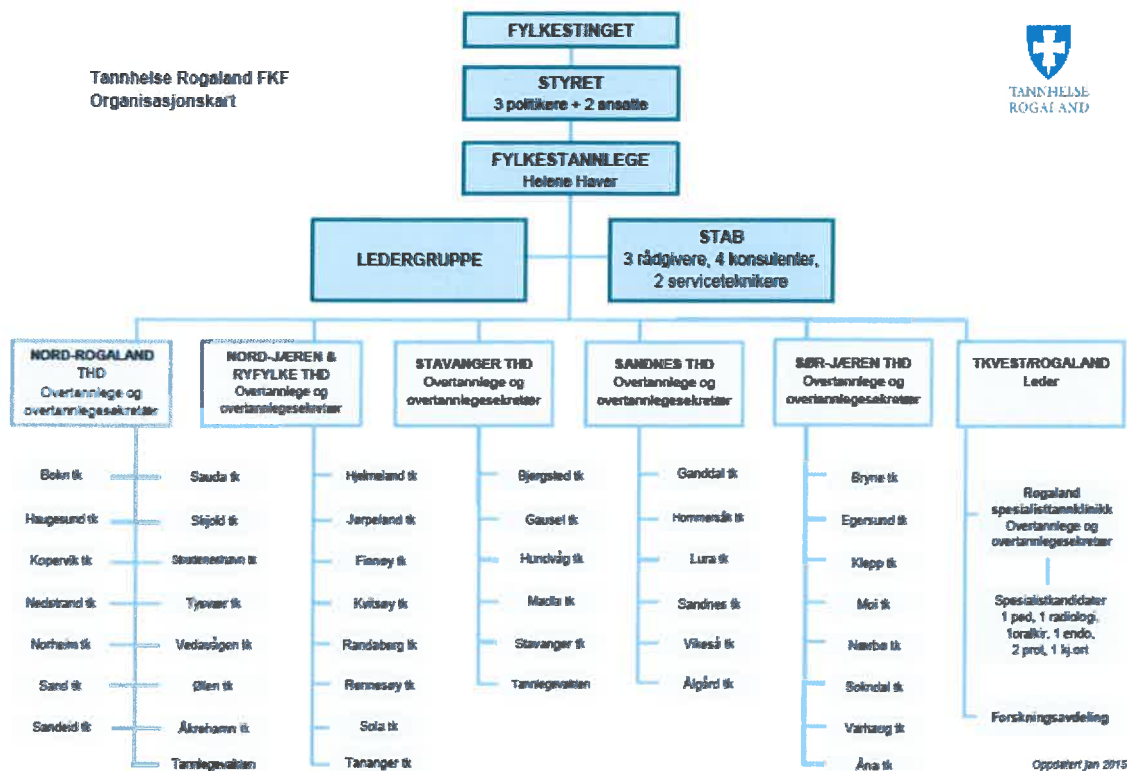 Tannhelse Rogaland FKF
Organisasjonskart
FYLKESTINGET
STYRET
3 politikere + 2 ansatte
FYLKESTANNLEGE
Helene Haver
TANNHELSE
ROGALAND
LEDERGRUPPE
STAB
3 rådgivere, 4 konsulenter,
2 serviceteknikere
NORD-ROGALAND
THD
Overtannlege og
overtannlegesekretær
Bokn tk
Haugesund tk
Kopervik tk
Nedstrand tk
Norheim tk
Sand tk
Sandeid tk
Sauda tk
Skjold tk
Skudeneshavn tk
Tysvær tk
Vedavågen tk
Ølen tk
Åkrehamn tk
Tannlegevakten
NORD-JÆREN &
RYFYLKE THD
Overtannlege og
overtannlegesekretær
Hjelmeland tk
Jørpeland tk
Finnøy tk
Kvitsøy tk
Randaberg tk
Rennesøy tk
Sola tk
Tananger tk
STAVANGER THD
Overtannlege og
overtannlegesekretær
Bjergsted tk
Gausel tk
Hundvåg tk
Madla tk
Stavanger tk
Tannlegevakten
SANDNES THD
Overtannlege og
overtannlegesekretær
Ganddal tk
Hommersåk tk
Lura tk
Sandnes tk
Vikeså tk
Ålgård tk
SØR-JÆREN THD
Overtannlege og
overtannlegesekretær
Bryne tk
Egersund tk
Klepp tk
Moi tk
Nærbø tk
Sokndal tk
Varhaug tk
Åna tk
TKVEST/ROGALAND
Leder
Rogaland
spesialisttannklinikk
Overtannlege og
overtannlegesekretær
Spesialistkandidater
1 ped, 1 radiologi,
1oralkir, 1 endo,
2 prot, 1 kj.ort
Forskningsavdeling
Oppdatert jan 2015